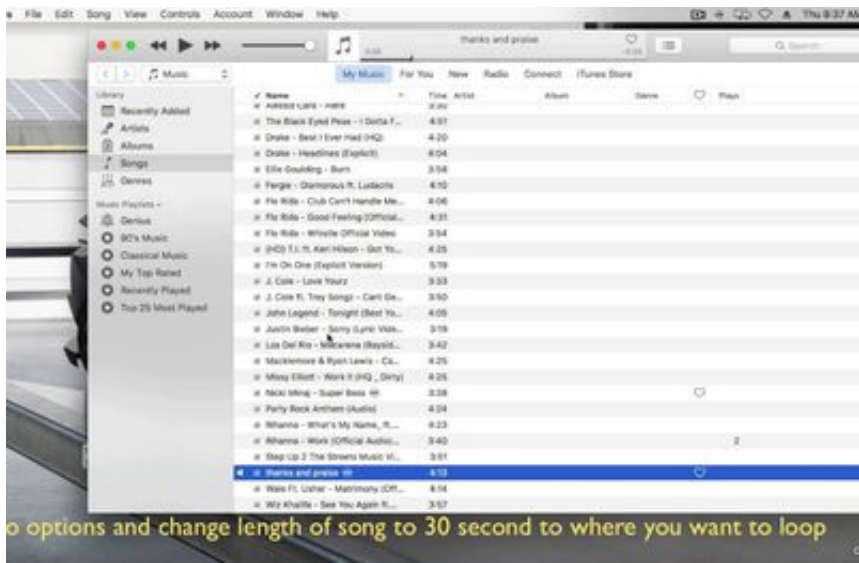 File Edit Song View Controls Account Window Help Thu 8:37 AM
thanks and praise
Search
Music My Music For You New Radio Connect iTunes Store
Library
Recently Added
Artists
Albums
Songs
Genres
Music Playlists
Genius
90's Music
Classical Music
My Top Rated
Recently Played
Top 25 Most Played
Name Time Artist Album Genre Plays
Alessia Cara - Here
The Black Eyed Peas - I Gotta F... 4:51
Drake - Best I Ever Had (HQ) 4:20
Drake - Headlines (Explicit) 4:04
Ellie Goulding - Burn 3:58
Fergie - Glamorous ft. Ludacris 4:10
Flo Rida - Club Can't Handle Me... 4:06
Flo Rida - Good Feeling (Official... 4:31
Flo Rida - Whistle Official Video 3:54
(HD) T.I. ft. Keri Hilson - Got Yo... 4:25
I'm On One (Explicit Version) 5:19
J. Cole - Love Yourz 3:33
J. Cole ft. Trey Songz - Can't Ge... 3:50
John Legend - Tonight (Best Yo... 4:05
Justin Bieber - Sorry (Lyric Vide... 3:19
Los Del Rio - Macarena (Baysid... 3:42
Macklemore & Ryan Lewis - Ca... 4:25
Missy Elliott - Work It (HQ _ Dirty) 4:25
Nicki Minaj - Super Bass 3:38
Party Rock Anthem (Audio) 4:24
Rihanna - What's My Name, ft.... 4:23
Rihanna - Work (Official Audio)... 3:40 2
Step Up 2 The Streets Music Vi... 3:51
thanks and praise 4:13
Wale Ft. Usher - Matrimony (Off... 4:14
Wiz Khalifa - See You Again ft.... 3:57
o options and change length of song to 30 second to where you want to loop